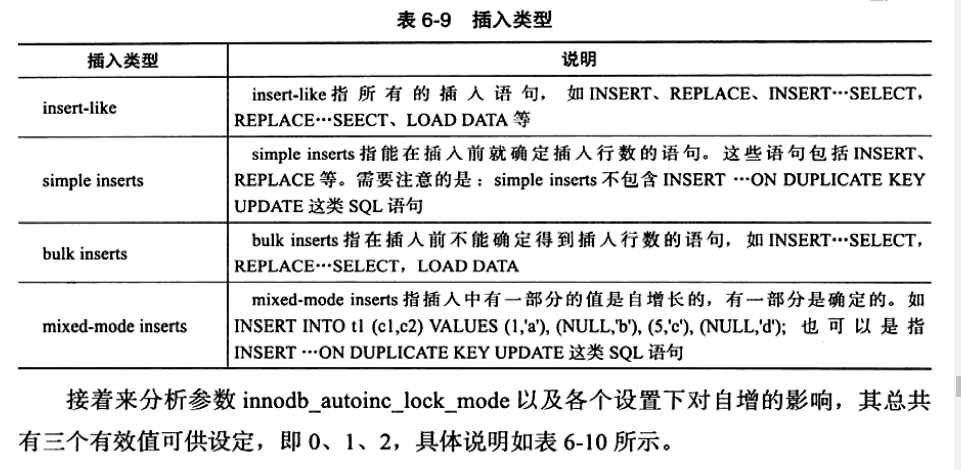 表 6-9 插入类型
插入类型 说明
insert-like
insert-like 指所有的插入语句，如 INSERT、REPLACE、INSERT…SELECT，
REPLACE…SEECT、LOAD DATA 等
simple inserts
simple inserts 指能在插入前就确定插入行数的语句。这些语句包括 INSERT、
REPLACE 等。需要注意的是：simple inserts 不包含 INSERT …ON DUPLICATE KEY
UPDATE 这类 SQL 语句
bulk inserts
bulk inserts 指在插入前不能确定得到插入行数的语句，如 INSERT…SELECT，
REPLACE…SELECT，LOAD DATA
mixed-mode inserts
mixed-mode inserts 指插入中有一部分的值是自增长的，有一部分是确定的。如
INSERT INTO t1 (c1,c2) VALUES (1,'a'), (NULL,'b'), (5,'c'), (NULL,'d'); 也可以是指
INSERT …ON DUPLICATE KEY UPDATE 这类 SQL 语句
接着来分析参数 innodb_autoinc_lock_mode 以及各个设置下对自增的影响，其总共
有三个有效值可供设定，即 0、1、2，具体说明如表 6-10 所示。